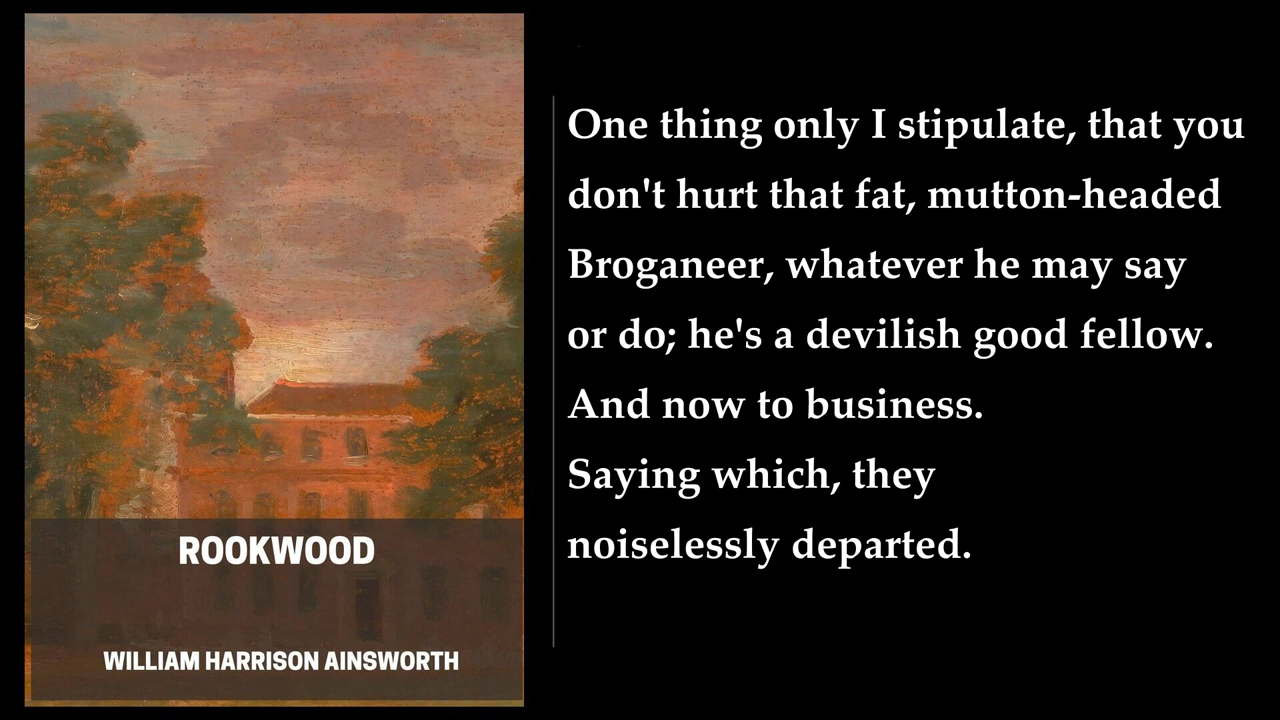 ROOKWOOD
WILLIAM HARRISON AINSWORTH
One thing only I stipulate, that you
don't hurt that fat, mutton-headed
Broganeer, whatever he may say
or do; he's a devilish good fellow.
And now to business.
Saying which, they
noiselessly departed.